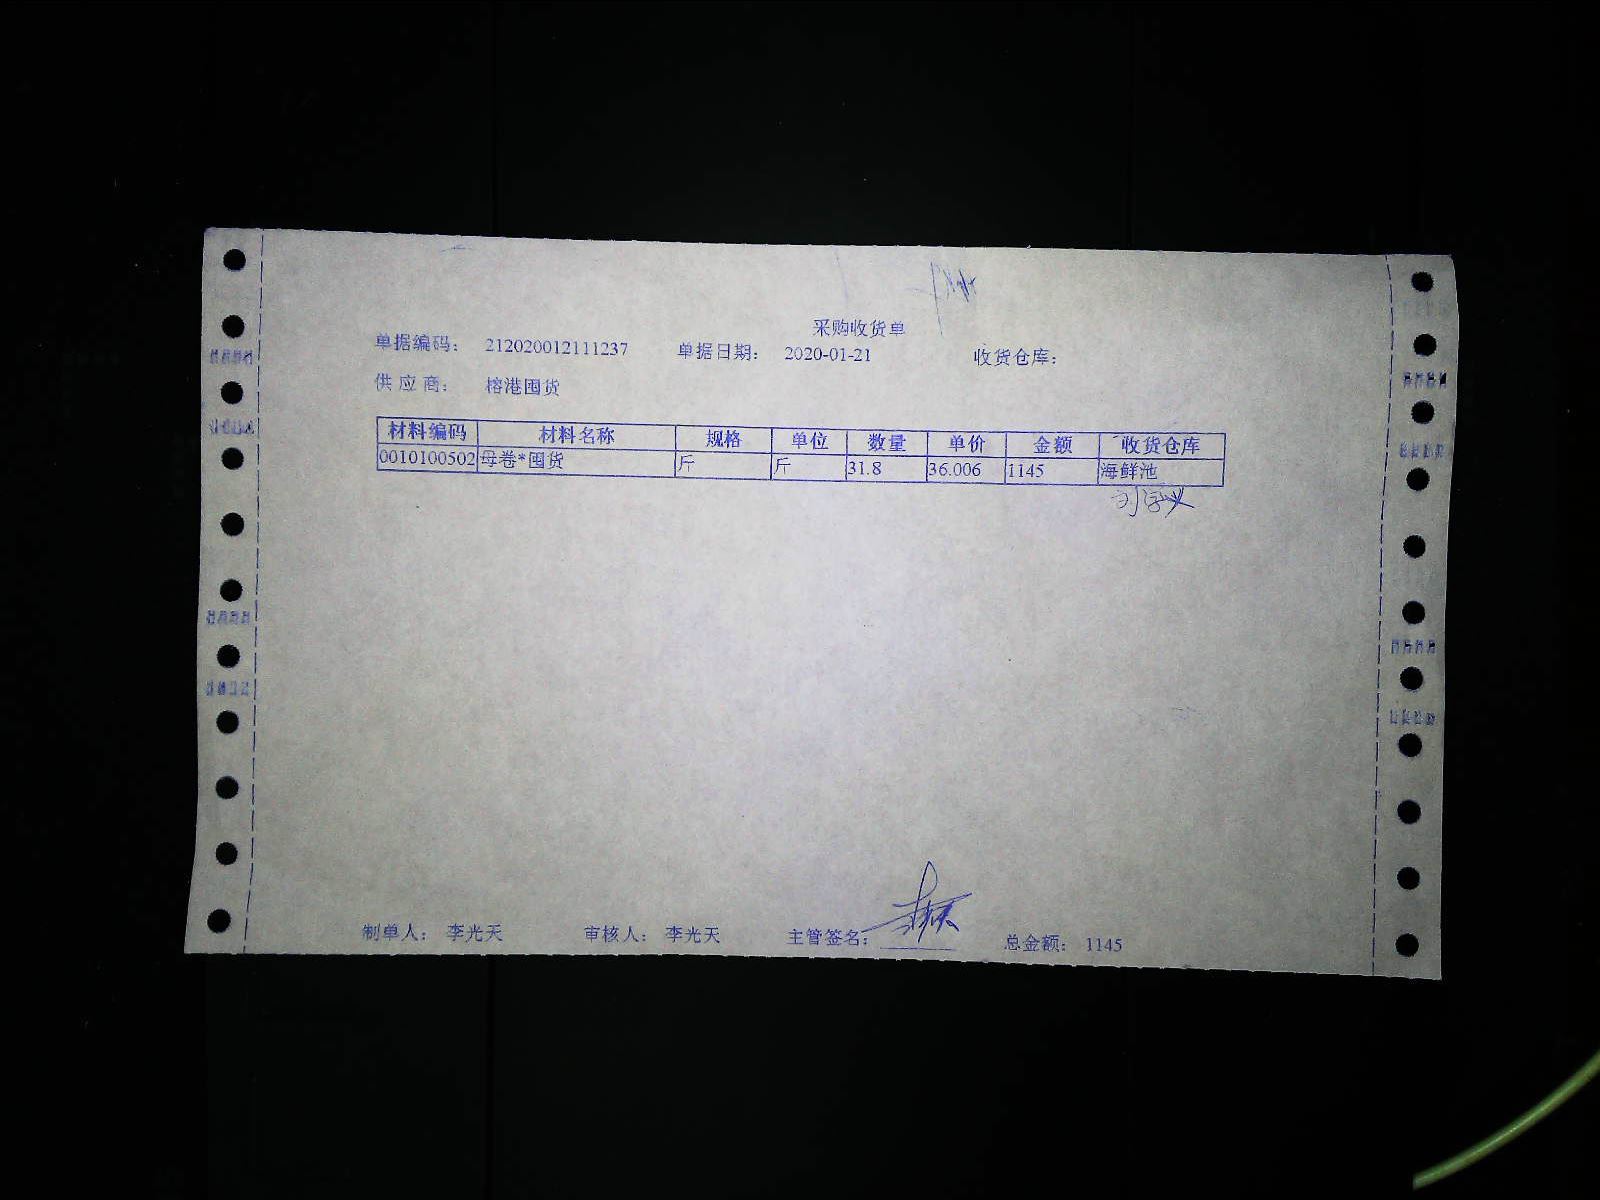 采购收货单
单据编码： 212020012111237 单据日期： 2020-01-21 收货仓库：
供应商： 榕港囤货
材料编码 材料名称 规格 单位 数量 单价 金额 收货仓库
0010100502 母卷*囤货 斤 斤 31.8 36.006 1145 海鲜池
制单人： 李光天 审核人： 李光天 主管签名： 总金额： 1145